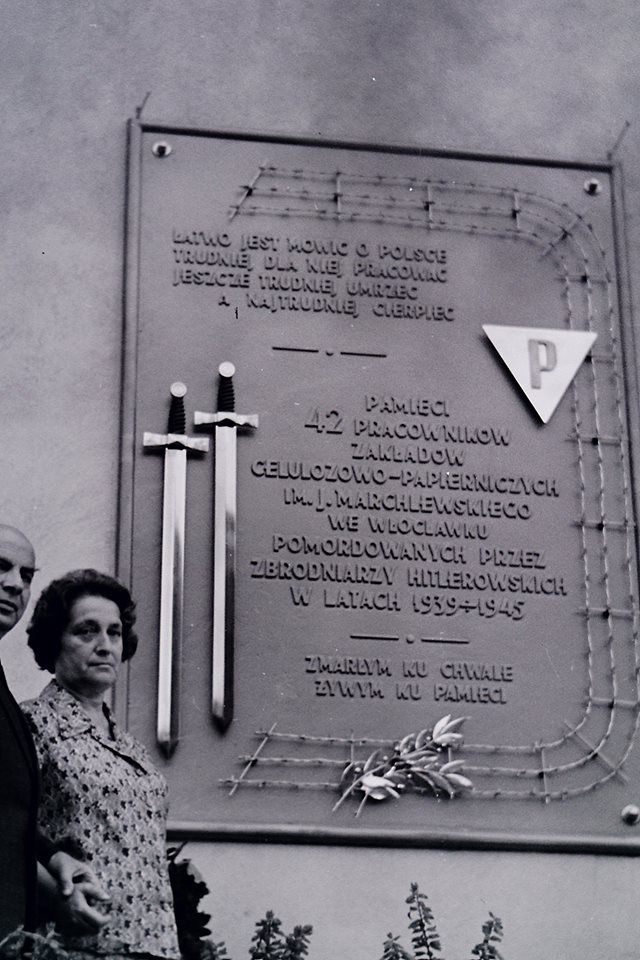 ŁATWO JEST MÓWIĆ O POLSCE
TRUDNIEJ DLA NIEJ PRACOWAĆ
JESZCZE TRUDNIEJ UMRZEĆ
A NAJTRUDNIEJ CIERPIEĆ
P
PAMIĘCI
42 PRACOWNIKÓW
ZAKŁADÓW
CELULOZOWO-PAPIERNICZYCH
IM. J. MARCHLEWSKIEGO
WE WŁOCŁAWKU
POMORDOWANYCH PRZEZ
ZBRODNIARZY HITLEROWSKICH
W LATACH 1939÷1945
ZMARŁYM KU CHWALE
ŻYWYM KU PAMIĘCI